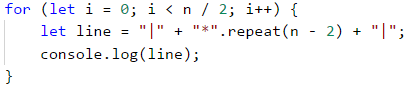 for (let i = 0; i < n / 2; i++) {
    let line = "|" + "*".repeat(n - 2) + "|";
    console.log(line);
}